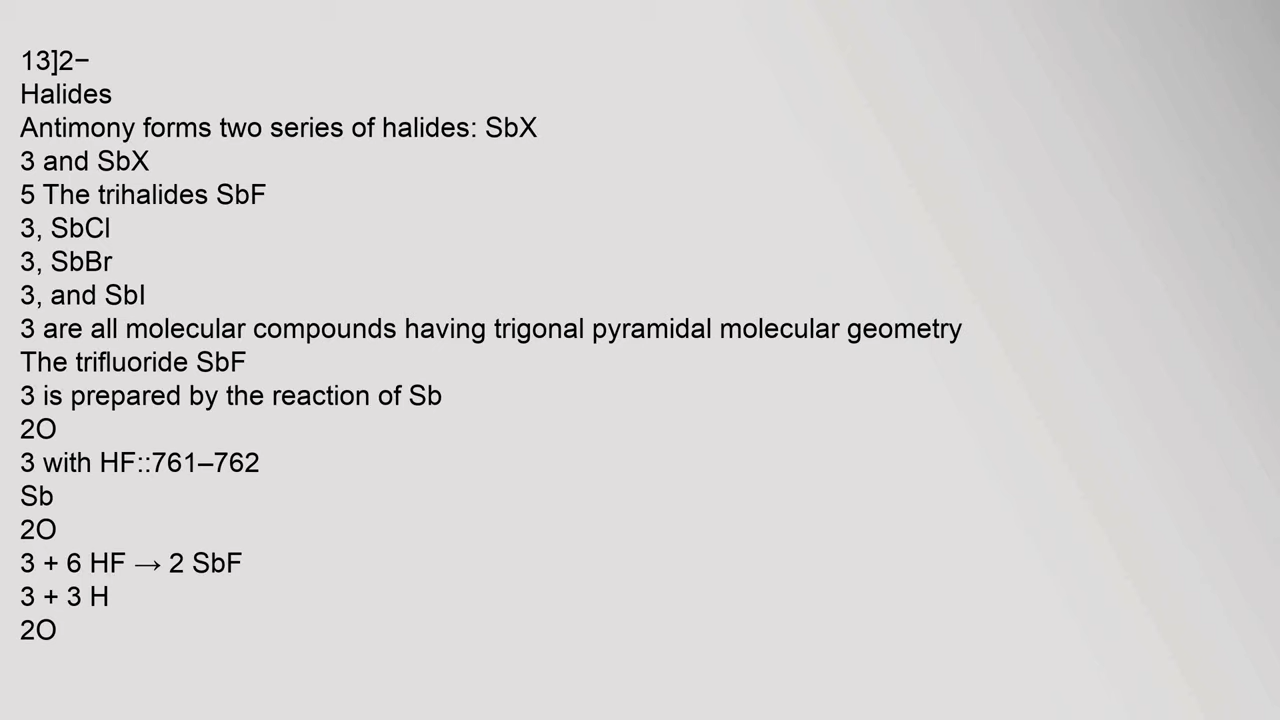 13]2−
Halides
Antimony forms two series of halides: SbX
3 and SbX
5 The trihalides SbF
3, SbCl
3, SbBr
3, and SbI
3 are all molecular compounds having trigonal pyramidal molecular geometry
The trifluoride SbF
3 is prepared by the reaction of Sb
2O
3 with HF::761–762
Sb
2O
3 + 6 HF → 2 SbF
3 + 3 H
2O